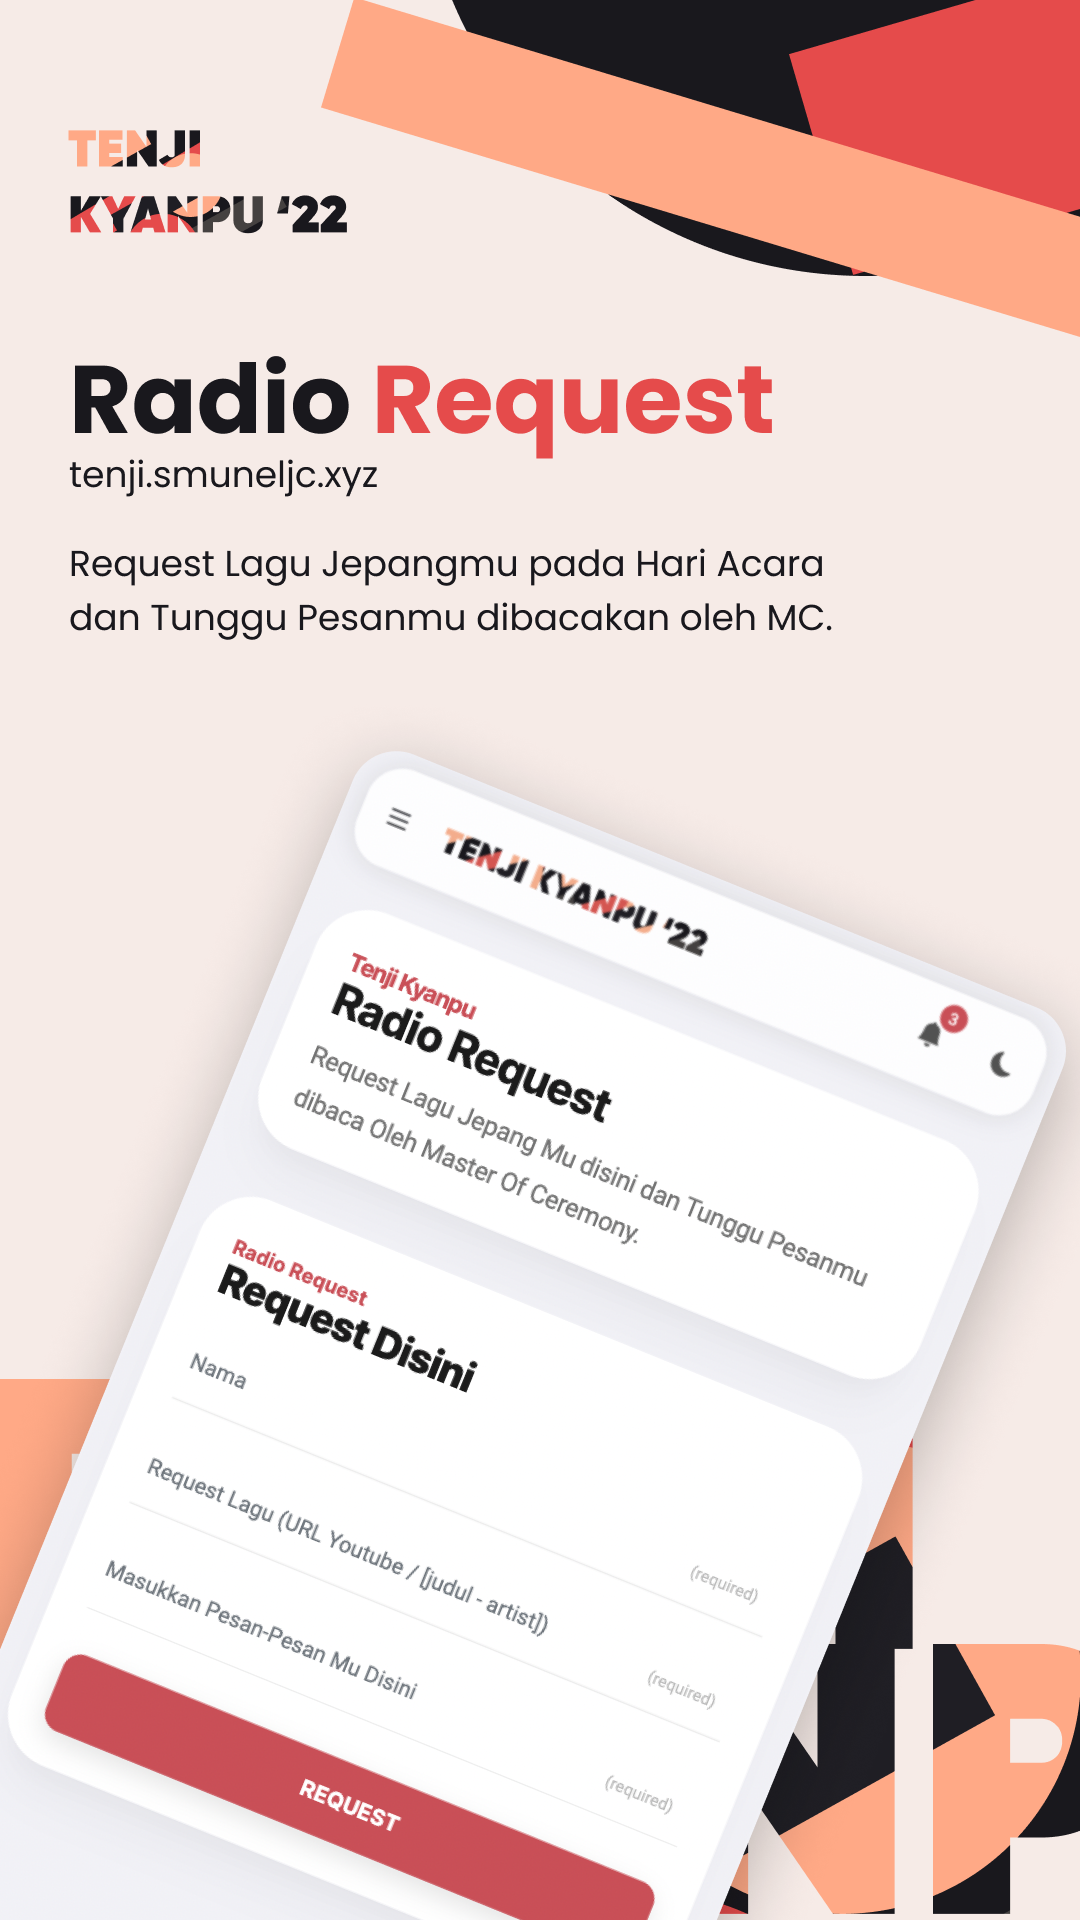 TENJI
KYANPU ‘22
Radio Request
tenji.smuneljc.xyz
Request Lagu Jepangmu pada Hari Acara
dan Tunggu Pesanmu dibacakan oleh MC.
TENJI KYANPU '22
3
Tenji Kyanpu
Radio Request
Request Lagu Jepang Mu disini dan Tunggu Pesanmu
dibaca Oleh Master Of Ceremony.
Radio Request
Request Disini
Nama
(required)
Request Lagu (URL Youtube / [judul - artist])
(required)
Masukkan Pesan-Pesan Mu Disini
(required)
REQUEST